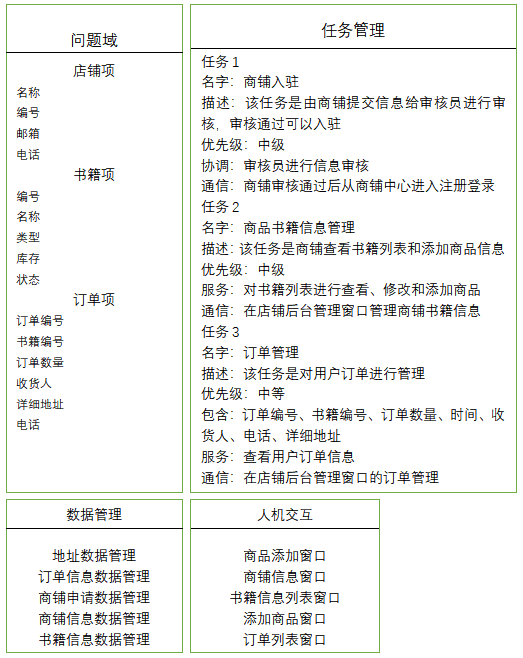 问题域
店铺项
名称
编号
邮箱
电话
书籍项
编号
名称
类型
库存
状态
订单项
订单编号
书籍编号
订单数量
收货人
详细地址
电话
任务管理
任务1
名字：商铺入驻
描述：该任务是由商铺提交信息给审核员进行审
核，审核通过可以入驻
优先级：中级
协调：审核员进行信息审核
通信：商铺审核通过后从商铺中心进入注册登录
任务2
名字：商品书籍信息管理
描述：该任务是商铺查看书籍列表和添加商品信息
优先级：中级
服务：对书籍列表进行查看、修改和添加商品
通信：在店铺后台管理窗口管理商铺书籍信息
任务3
名字：订单管理
描述：该任务是对用户订单进行管理
优先级：中等
包含：订单编号、书籍编号、订单数量、时间、收
货人、电话、详细地址
服务：查看用户订单信息
通信：在店铺后台管理窗口的订单管理
数据管理
地址数据管理
订单信息数据管理
商铺申请数据管理
商铺信息数据管理
书籍信息数据管理
人机交互
商品添加窗口
商铺信息窗口
书籍信息列表窗口
添加商品窗口
订单列表窗口